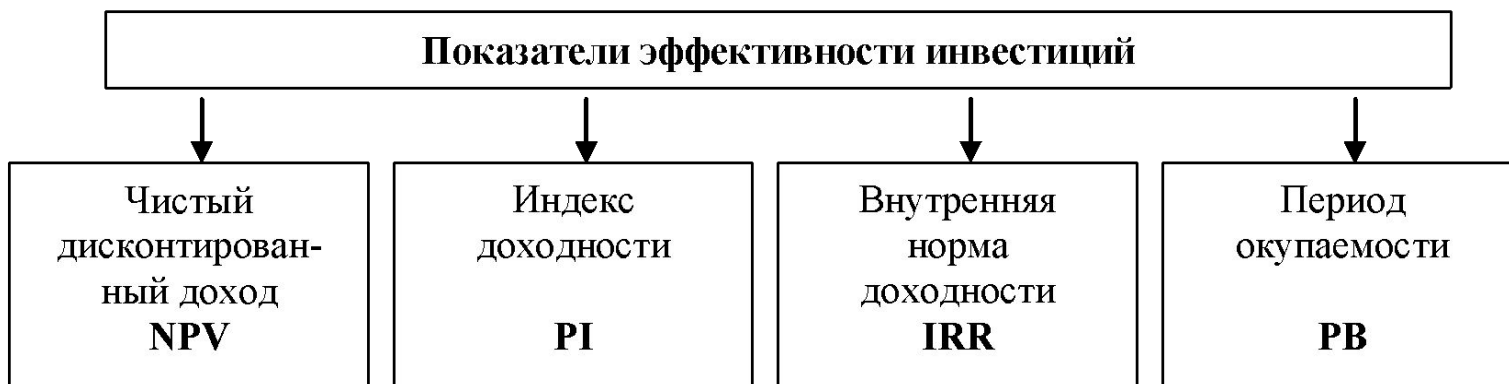 Показатели эффективности инвестиций
Чистый
дисконтирован-
ный доход
NPV
Индекс
доходности
PI
Внутренняя
норма
доходности
IRR
Период
окупаемости
PB